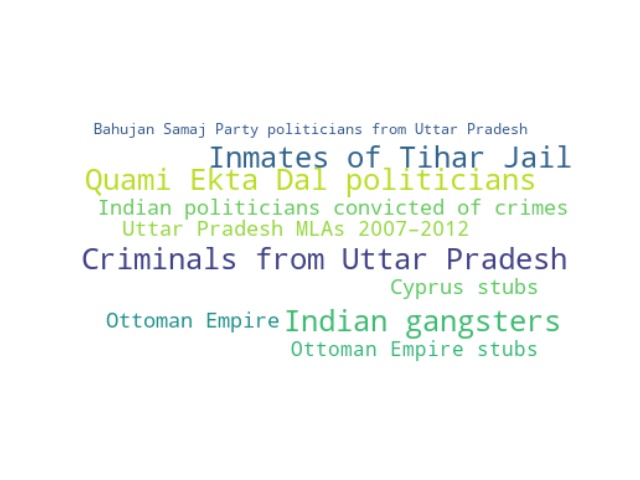 Bahujan Samaj Party politicians from Uttar Pradesh
Inmates of Tihar Jail
Quami Ekta Dal politicians
Indian politicians convicted of crimes
Uttar Pradesh MLAs 2007–2012
Criminals from Uttar Pradesh
Cyprus stubs
Ottoman Empire
Indian gangsters
Ottoman Empire stubs